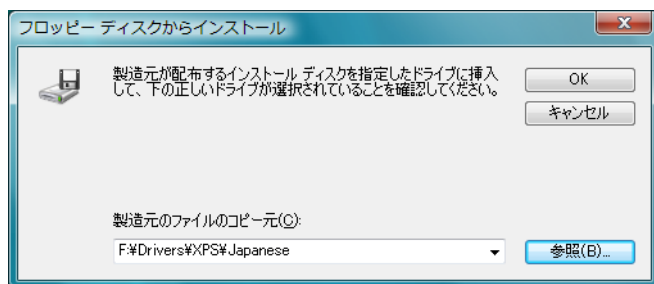 フロッピー ディスクからインストール
製造元が配布するインストール ディスクを指定したドライブに挿入
して、下の正しいドライブが選択されていることを確認してください。
OK
キャンセル
製造元のファイルのコピー元(C):
F:¥Drivers¥XPS¥Japanese
参照(B)...